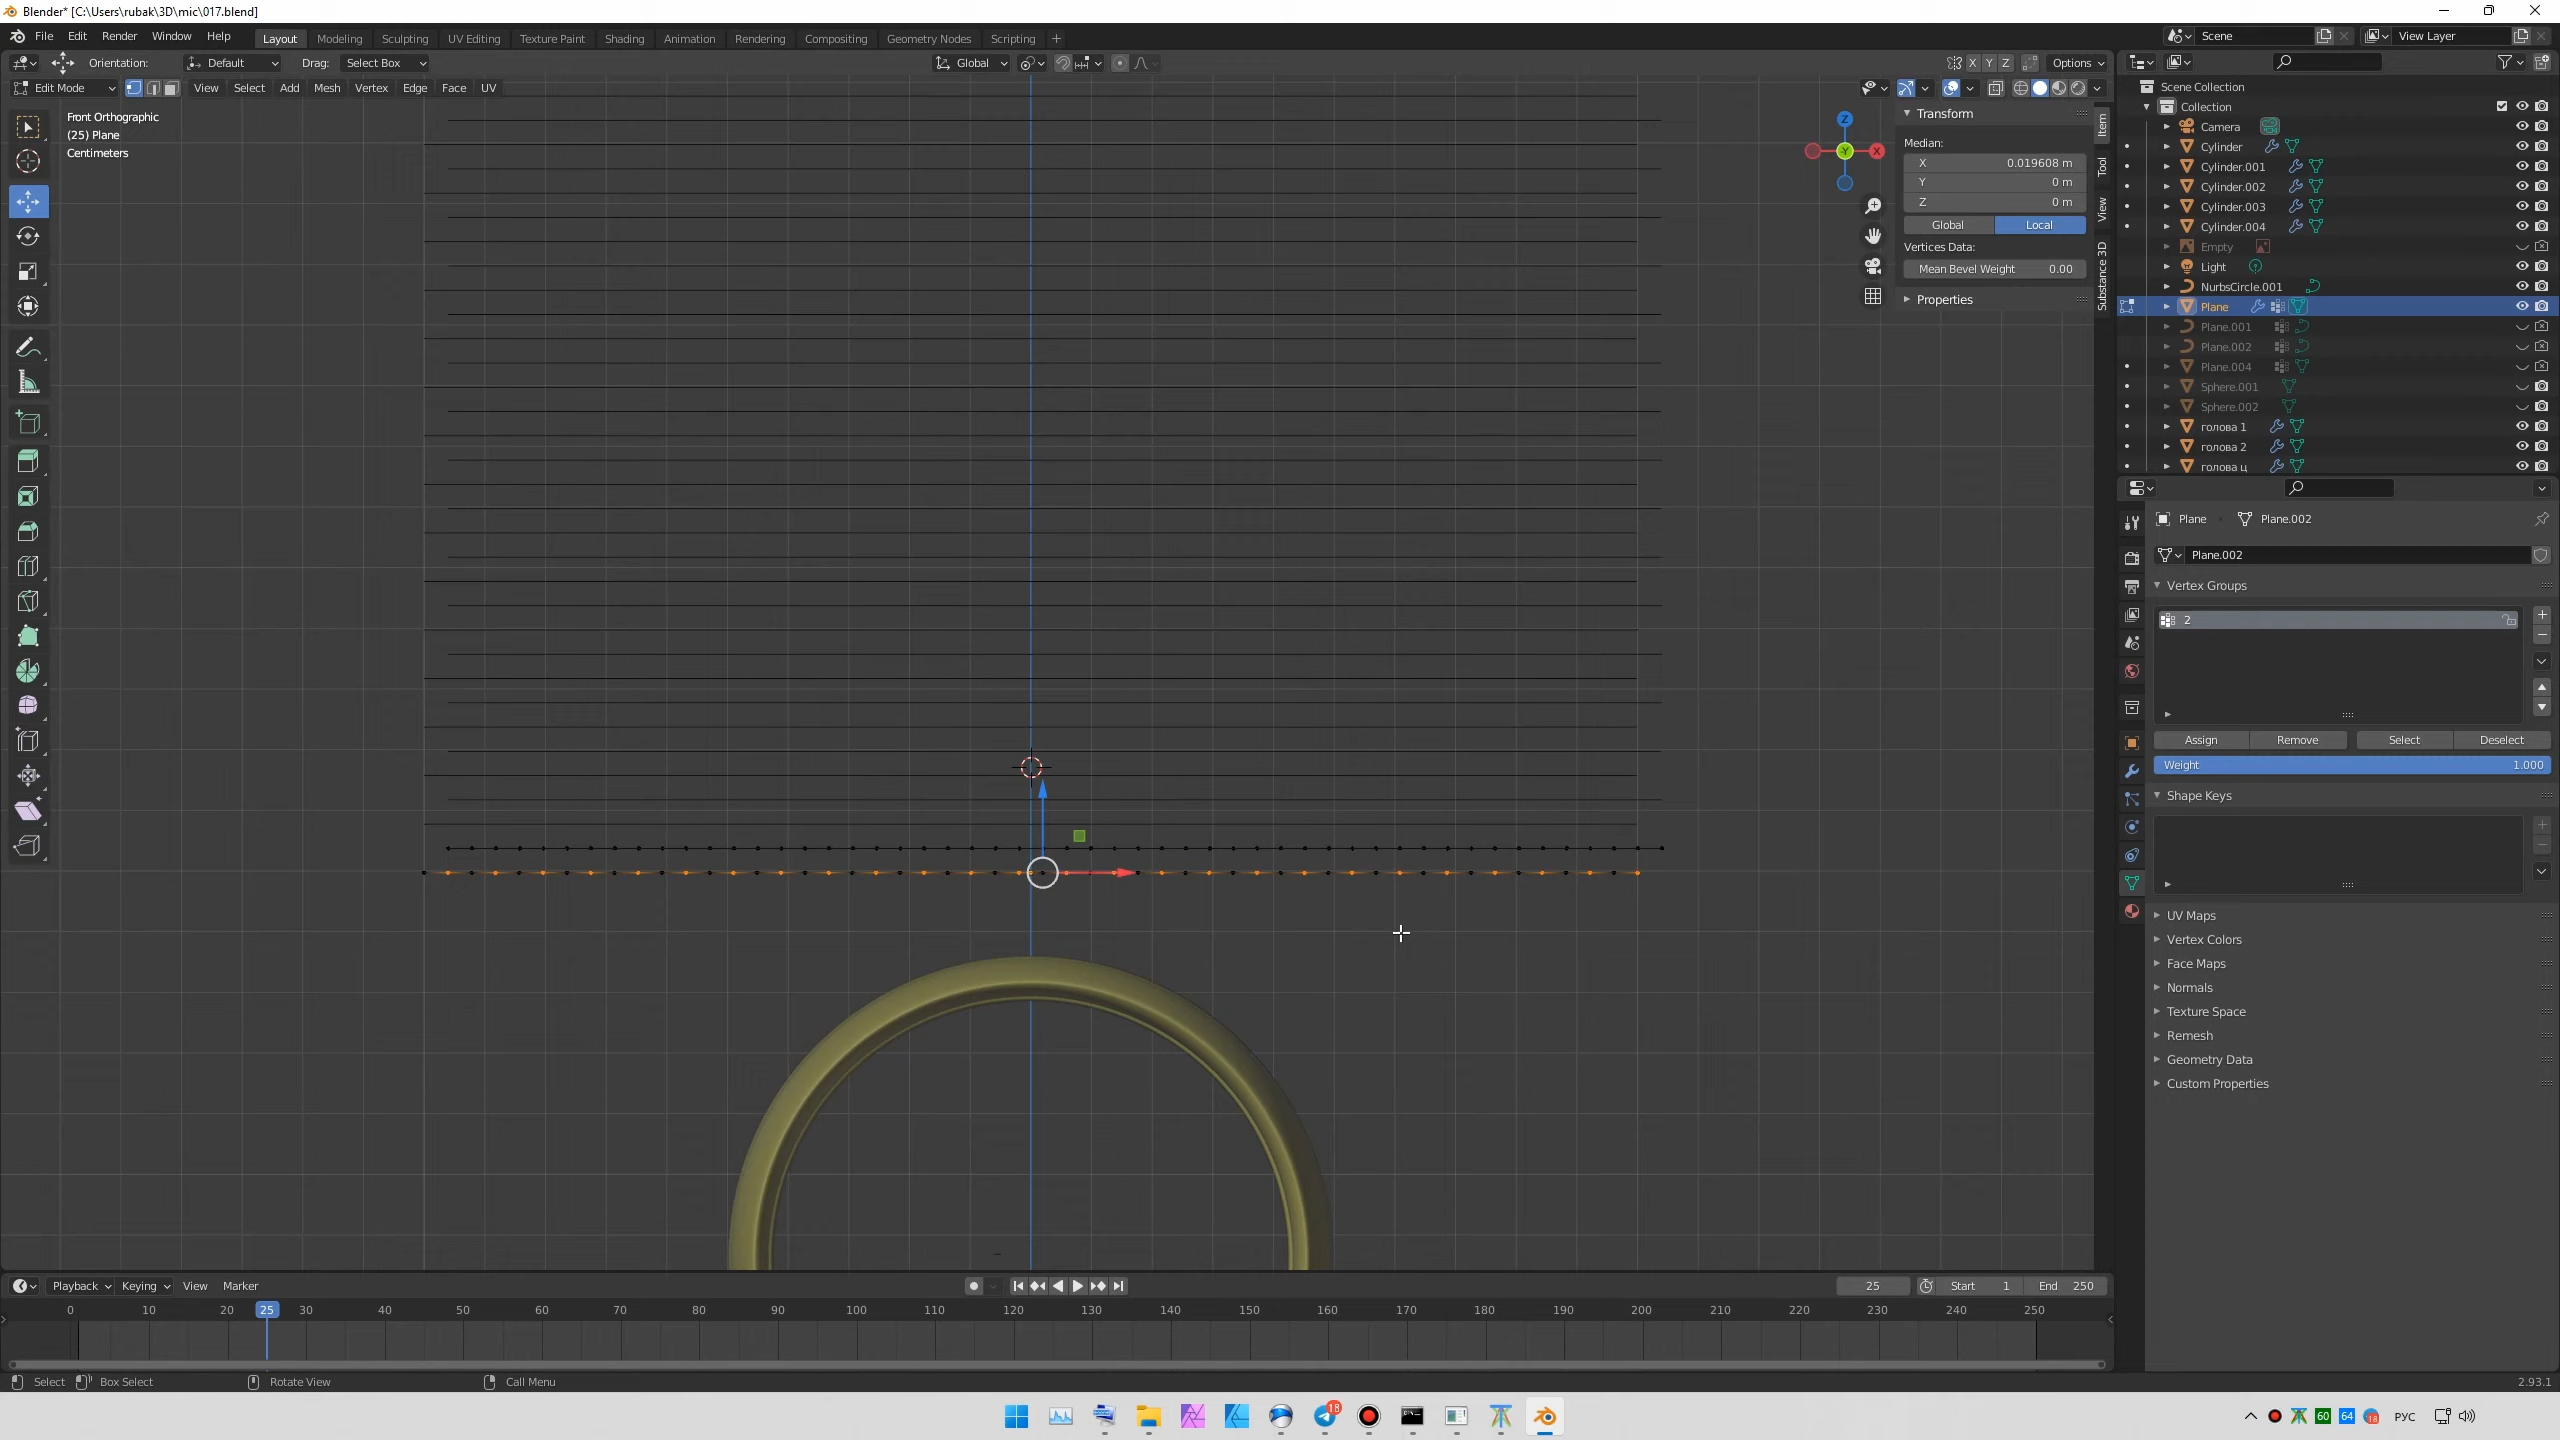 Blender* [C:\Users\rubak\3D\mic\017.blend]
File Edit Render Window Help Layout Modeling Sculpting UV Editing Texture Paint Shading Animation Rendering Compositing Geometry Nodes Scripting + Scene View Layer
Orientation: Default Drag: Select Box Global X Y Z Options
Edit Mode View Select Add Mesh Vertex Edge Face UV
Front Orthographic
(25) Plane
Centimeters
Z
-Y
X
Transform
Median:
X 0.019608 m
Y 0 m
Z 0 m
Global Local
Vertices Data:
Mean Bevel Weight 0.00
Properties
Item
Tool
View
Substance 3D
Scene Collection
Collection
Camera
Cylinder
Cylinder.001
Cylinder.002
Cylinder.003
Cylinder.004
Empty
Light
NurbsCircle.001
Plane
Plane.001
Plane.002
Plane.004
Sphere.001
Sphere.002
голова 1
голова 2
голова ц
Plane Plane.002
Plane.002
Vertex Groups
2
Assign Remove Select Deselect
Weight 1.000
Shape Keys
UV Maps
Vertex Colors
Face Maps
Normals
Texture Space
Remesh
Geometry Data
Custom Properties
Playback Keying View Marker 25 Start 1 End 250
0 10 20 25 30 40 50 60 70 80 90 100 110 120 130 140 150 160 170 180 190 200 210 220 230 240 250
Select Box Select Rotate View Call Menu 2.93.1
18 60 64 18 РУС